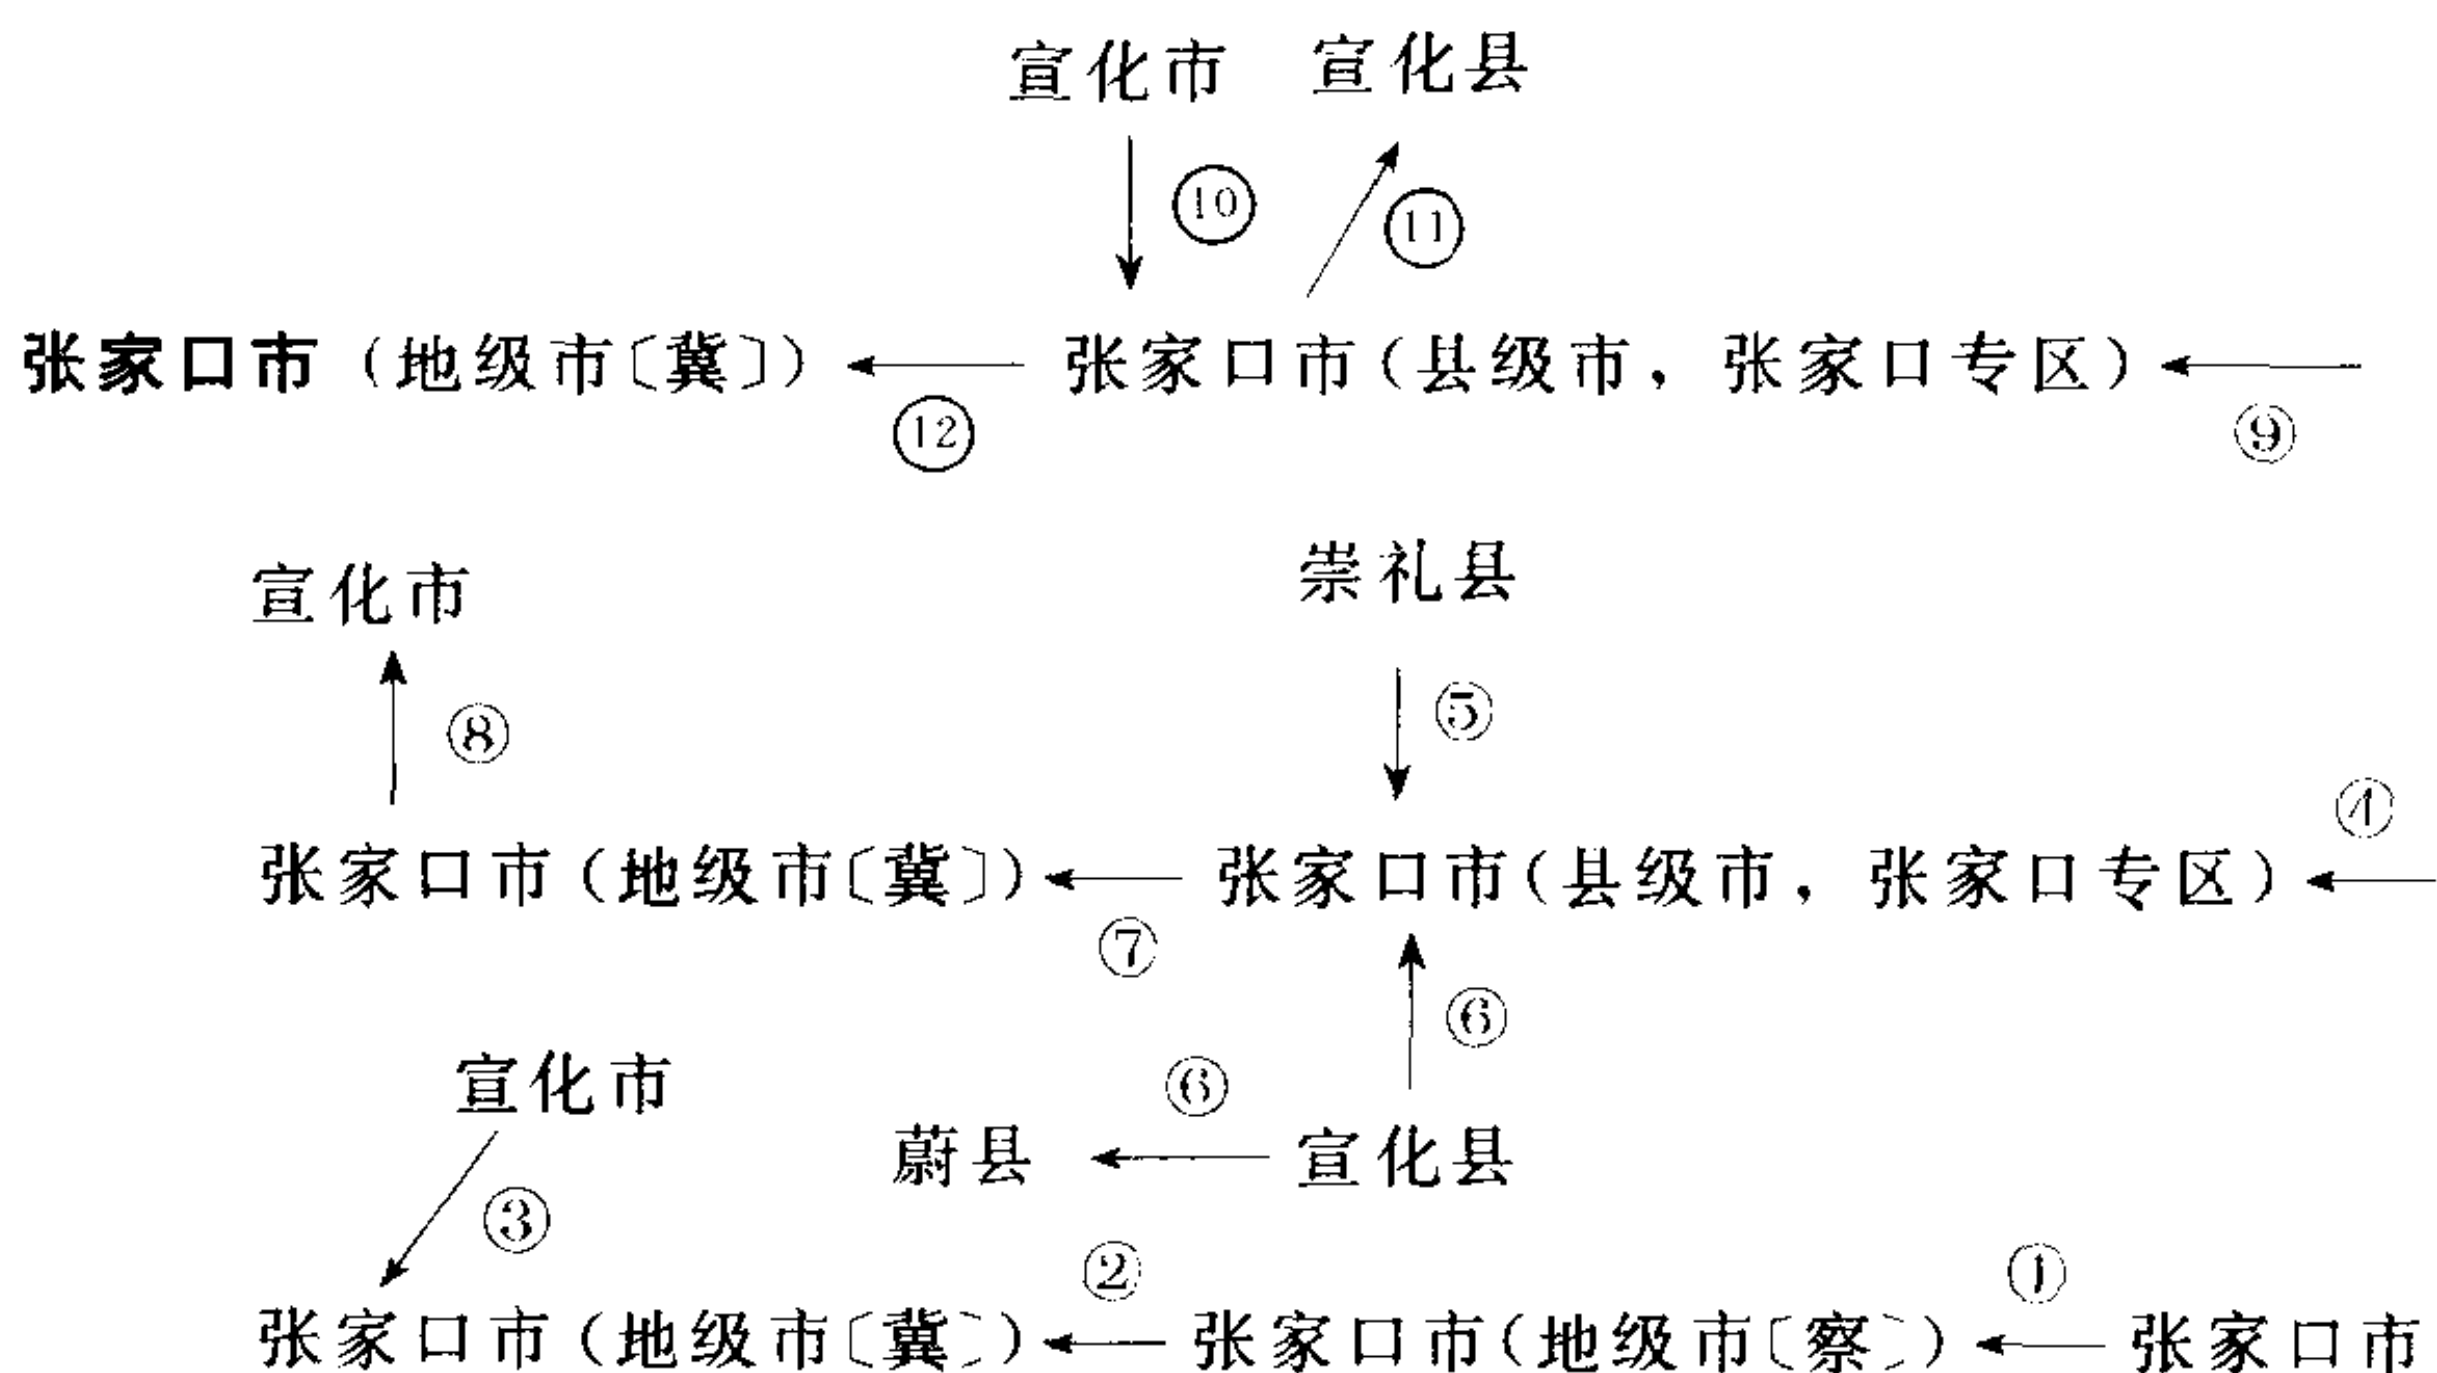 宣化市 宣化县
⑩ ⑪
张家口市（地级市〔冀〕） 张家口市（县级市，张家口专区）
⑫ ⑨
宣化市 崇礼县
⑧ ⑤
④
张家口市（地级市〔冀〕） 张家口市（县级市，张家口专区）
⑦ ⑥
宣化市 ⑥
蔚县 宣化县
③ ② ①
张家口市（地级市〔冀〕） 张家口市（地级市〔察〕） 张家口市